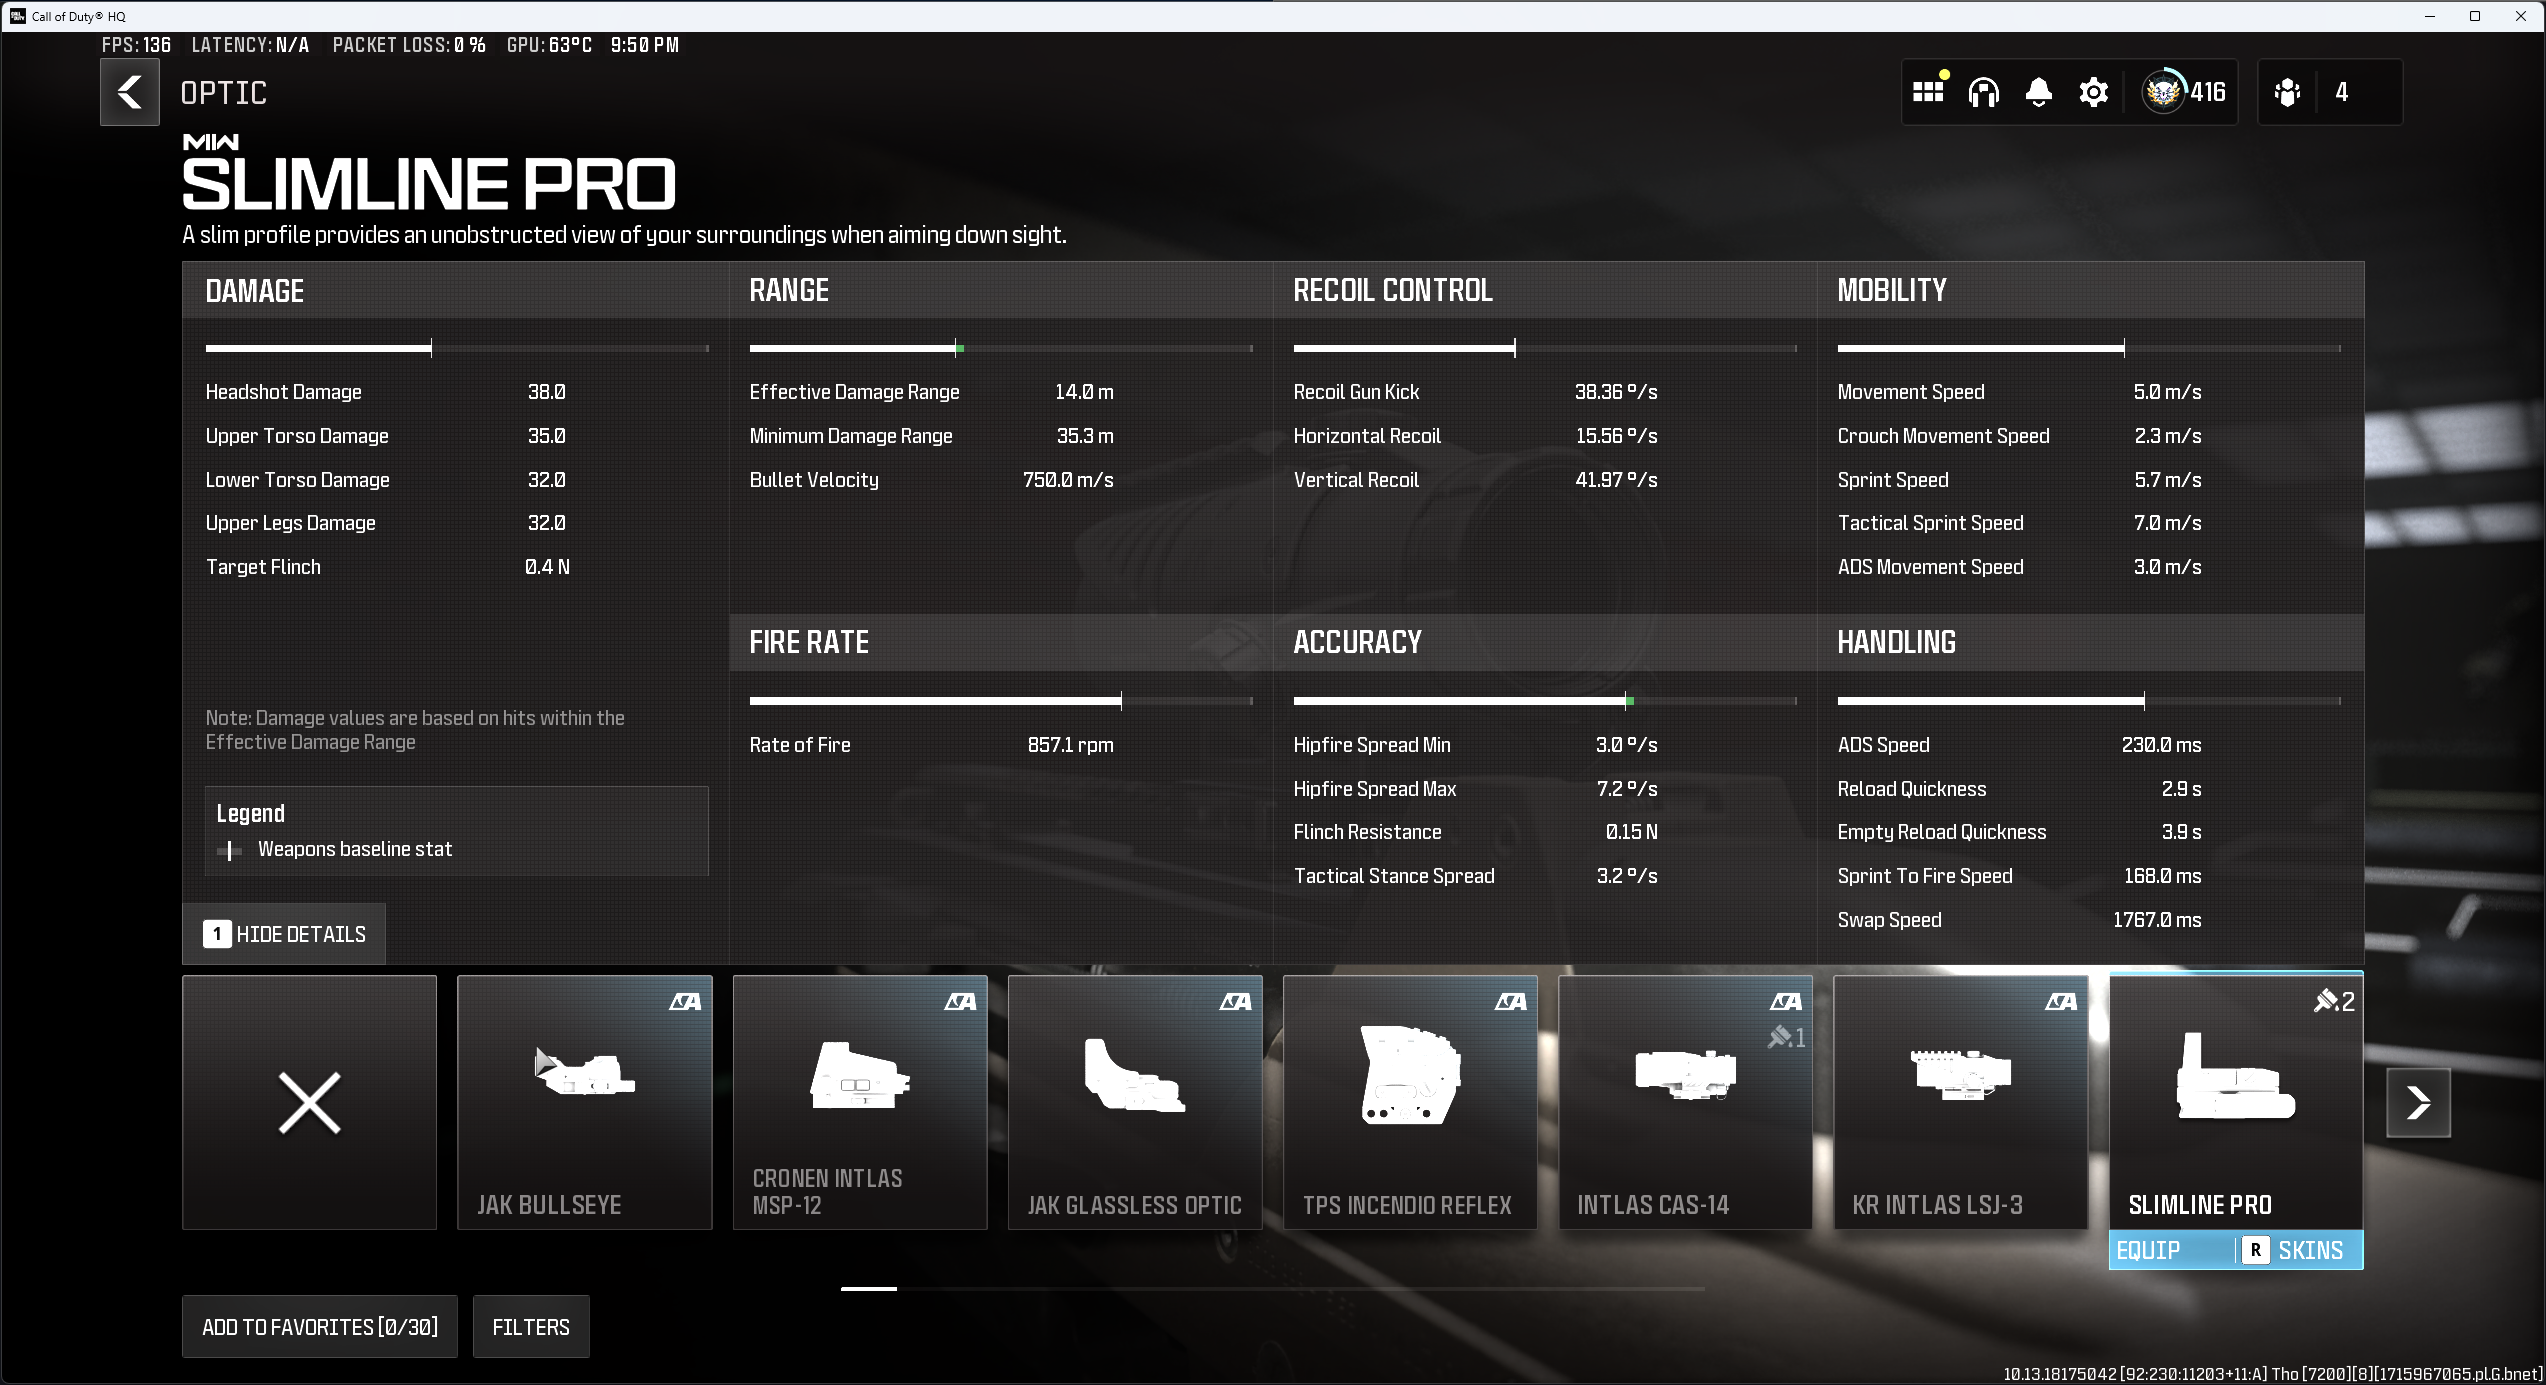 Call of Duty® HQ
FPS: 136 LATENCY: N/A PACKET LOSS: 0 % GPU: 63°C 9:50 PM
OPTIC
416
4
MW
SLIMLINE PRO
A slim profile provides an unobstructed view of your surroundings when aiming down sight.
DAMAGE
Headshot Damage 38.0
Upper Torso Damage 35.0
Lower Torso Damage 32.0
Upper Legs Damage 32.0
Target Flinch 0.4 N
Note: Damage values are based on hits within the
Effective Damage Range
Legend
Weapons baseline stat
1 HIDE DETAILS
RANGE
Effective Damage Range 14.0 m
Minimum Damage Range 35.3 m
Bullet Velocity 750.0 m/s
FIRE RATE
Rate of Fire 857.1 rpm
RECOIL CONTROL
Recoil Gun Kick 38.36 º/s
Horizontal Recoil 15.56 º/s
Vertical Recoil 41.97 º/s
ACCURACY
Hipfire Spread Min 3.0 º/s
Hipfire Spread Max 7.2 º/s
Flinch Resistance 0.15 N
Tactical Stance Spread 3.2 º/s
MOBILITY
Movement Speed 5.0 m/s
Crouch Movement Speed 2.3 m/s
Sprint Speed 5.7 m/s
Tactical Sprint Speed 7.0 m/s
ADS Movement Speed 3.0 m/s
HANDLING
ADS Speed 230.0 ms
Reload Quickness 2.9 s
Empty Reload Quickness 3.9 s
Sprint To Fire Speed 168.0 ms
Swap Speed 1767.0 ms
JAK BULLSEYE
CRONEN INTLAS
MSP-12
JAK GLASSLESS OPTIC
TPS INCENDIO REFLEX
.1
INTLAS CAS-14
KR INTLAS LSJ-3
.2
SLIMLINE PRO
EQUIP R SKINS
ADD TO FAVORITES [0/30]
FILTERS
10.13.18175042 [92:230:11203+11:A] Tho [7200][8][1715967065.pl.G.bnet]